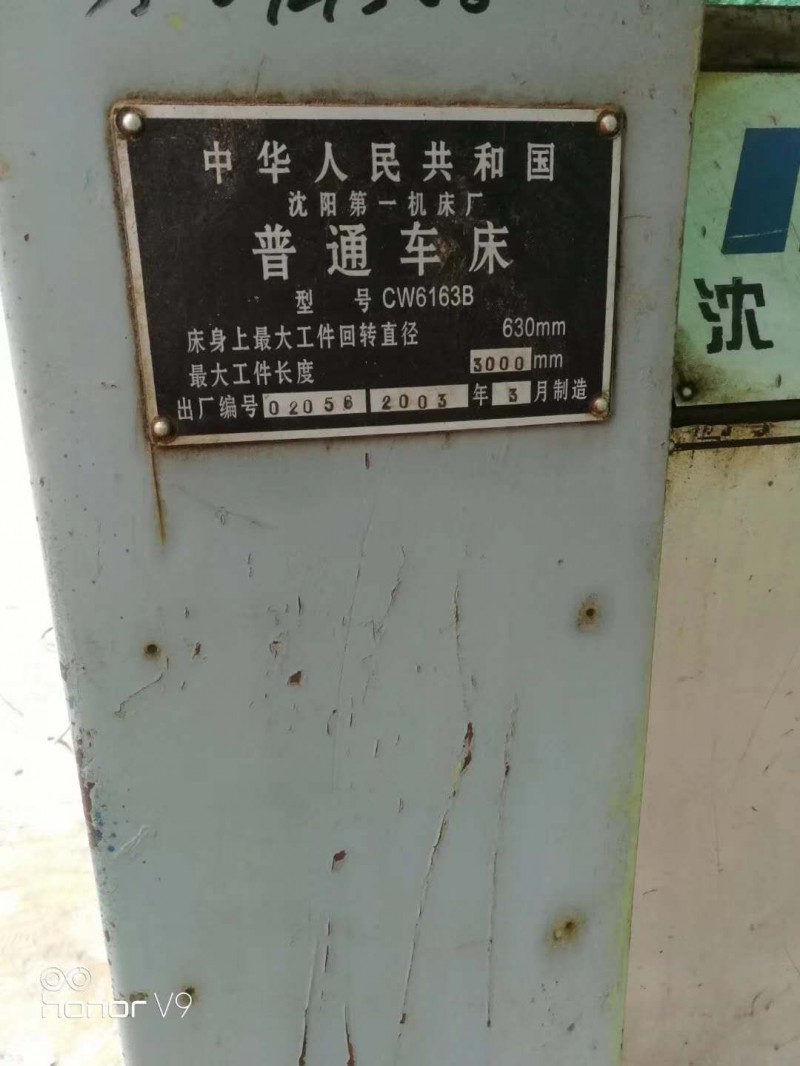 中华人民共和国
沈阳第一机床厂
普通车床
型 号 CW6163B
床身上最大工件回转直径 630mm
最大工件长度 3000mm
出厂编号 02056 2003 年 3 月制造
沈
honor V9